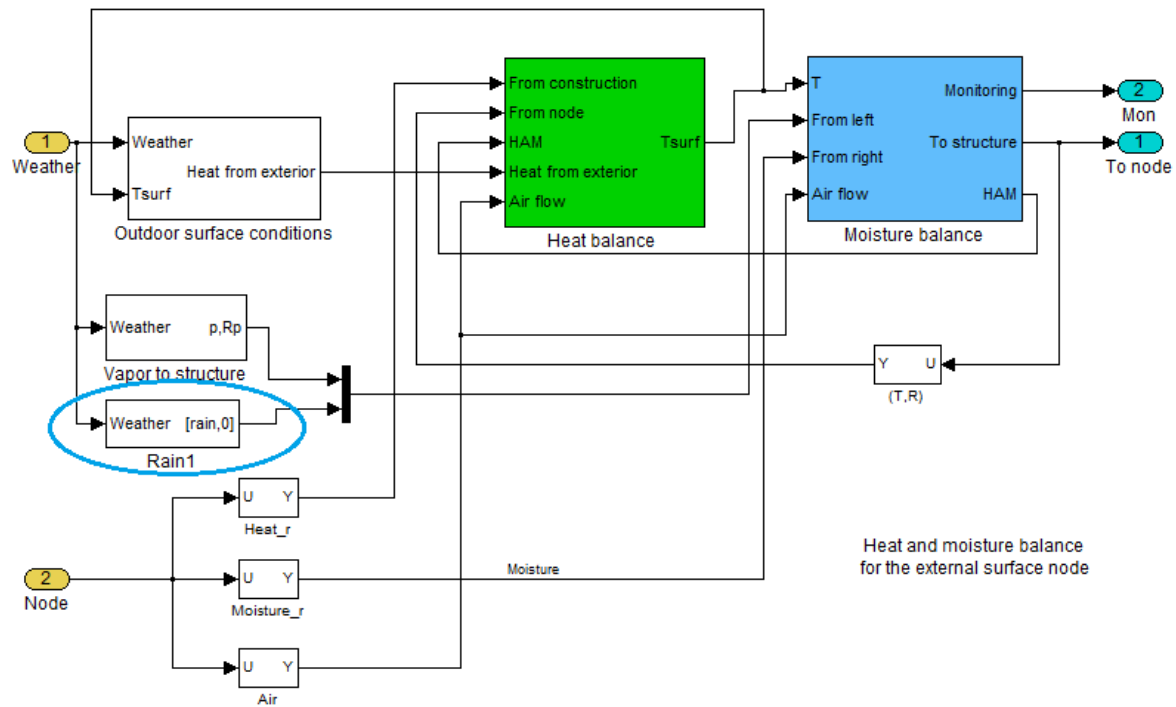 From construction
From node
HAM
Heat from exterior
Air flow
Tsurf
Heat balance
T
From left
From right
Air flow
Monitoring
To structure
HAM
Moisture balance
2
Mon
1
To node
1
Weather
Weather
Tsurf
Heat from exterior
Outdoor surface conditions
Weather
p,Rp
Vapor to structure
Weather
[rain,0]
Rain1
Y
U
(T,R)
U
Y
Heat_r
2
Node
U
Y
Moisture_r
Moisture
U
Y
Air
Heat and moisture balance
for the external surface node